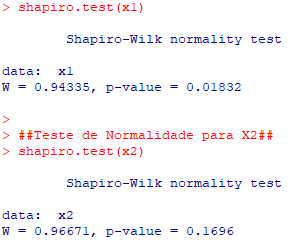 > shapiro.test(x1)
Shapiro-Wilk normality test
data:  x1
W = 0.94335, p-value = 0.01832
>
> ##Teste de Normalidade para X2##
> shapiro.test(x2)
Shapiro-Wilk normality test
data:  x2
W = 0.96671, p-value = 0.1696